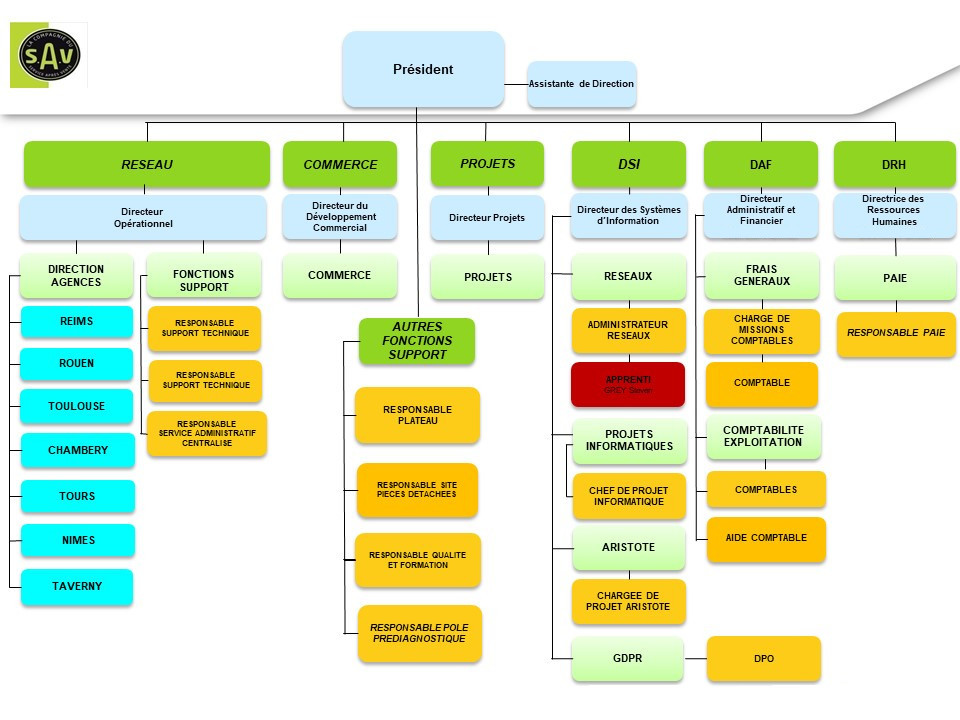 LA COMPAGNIE DU
SAV
SERVICE APRES VENTE
Président
Assistante de Direction
RESEAU
COMMERCE
PROJETS
DSI
DAF
DRH
Directeur
Opérationnel
Directeur du
Développement
Commercial
Directeur Projets
Directeur des Systèmes
d'Information
Directeur
Administratif et
Financier
Directrice des
Ressources
Humaines
DIRECTION
AGENCES
FONCTIONS
SUPPORT
COMMERCE
PROJETS
RESEAUX
FRAIS
GENERAUX
PAIE
REIMS
ROUEN
TOULOUSE
CHAMBERY
TOURS
NIMES
TAVERNY
RESPONSABLE
SUPPORT TECHNIQUE
RESPONSABLE
SUPPORT TECHNIQUE
RESPONSABLE
SERVICE ADMINISTRATIF
CENTRALISE
AUTRES
FONCTIONS
SUPPORT
RESPONSABLE
PLATEAU
RESPONSABLE SITE
PIECES DETACHEES
RESPONSABLE QUALITE
ET FORMATION
RESPONSABLE POLE
PREDIAGNOSTIQUE
ADMINISTRATEUR
RESEAUX
APPRENTI
GREY Steven
PROJETS
INFORMATIQUES
CHEF DE PROJET
INFORMATIQUE
ARISTOTE
CHARGEE DE
PROJET ARISTOTE
GDPR
DPO
CHARGE DE
MISSIONS
COMPTABLES
COMPTABLE
COMPTABILITE
EXPLOITATION
COMPTABLES
AIDE COMPTABLE
RESPONSABLE PAIE